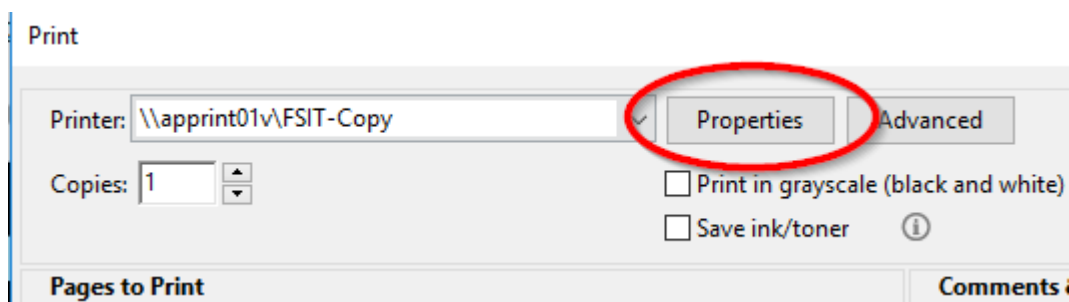 Print
Printer: \\apprint01v\FSIT-Copy Properties Advanced
Copies: 1 Print in grayscale (black and white)
Save ink/toner
Pages to Print Comments